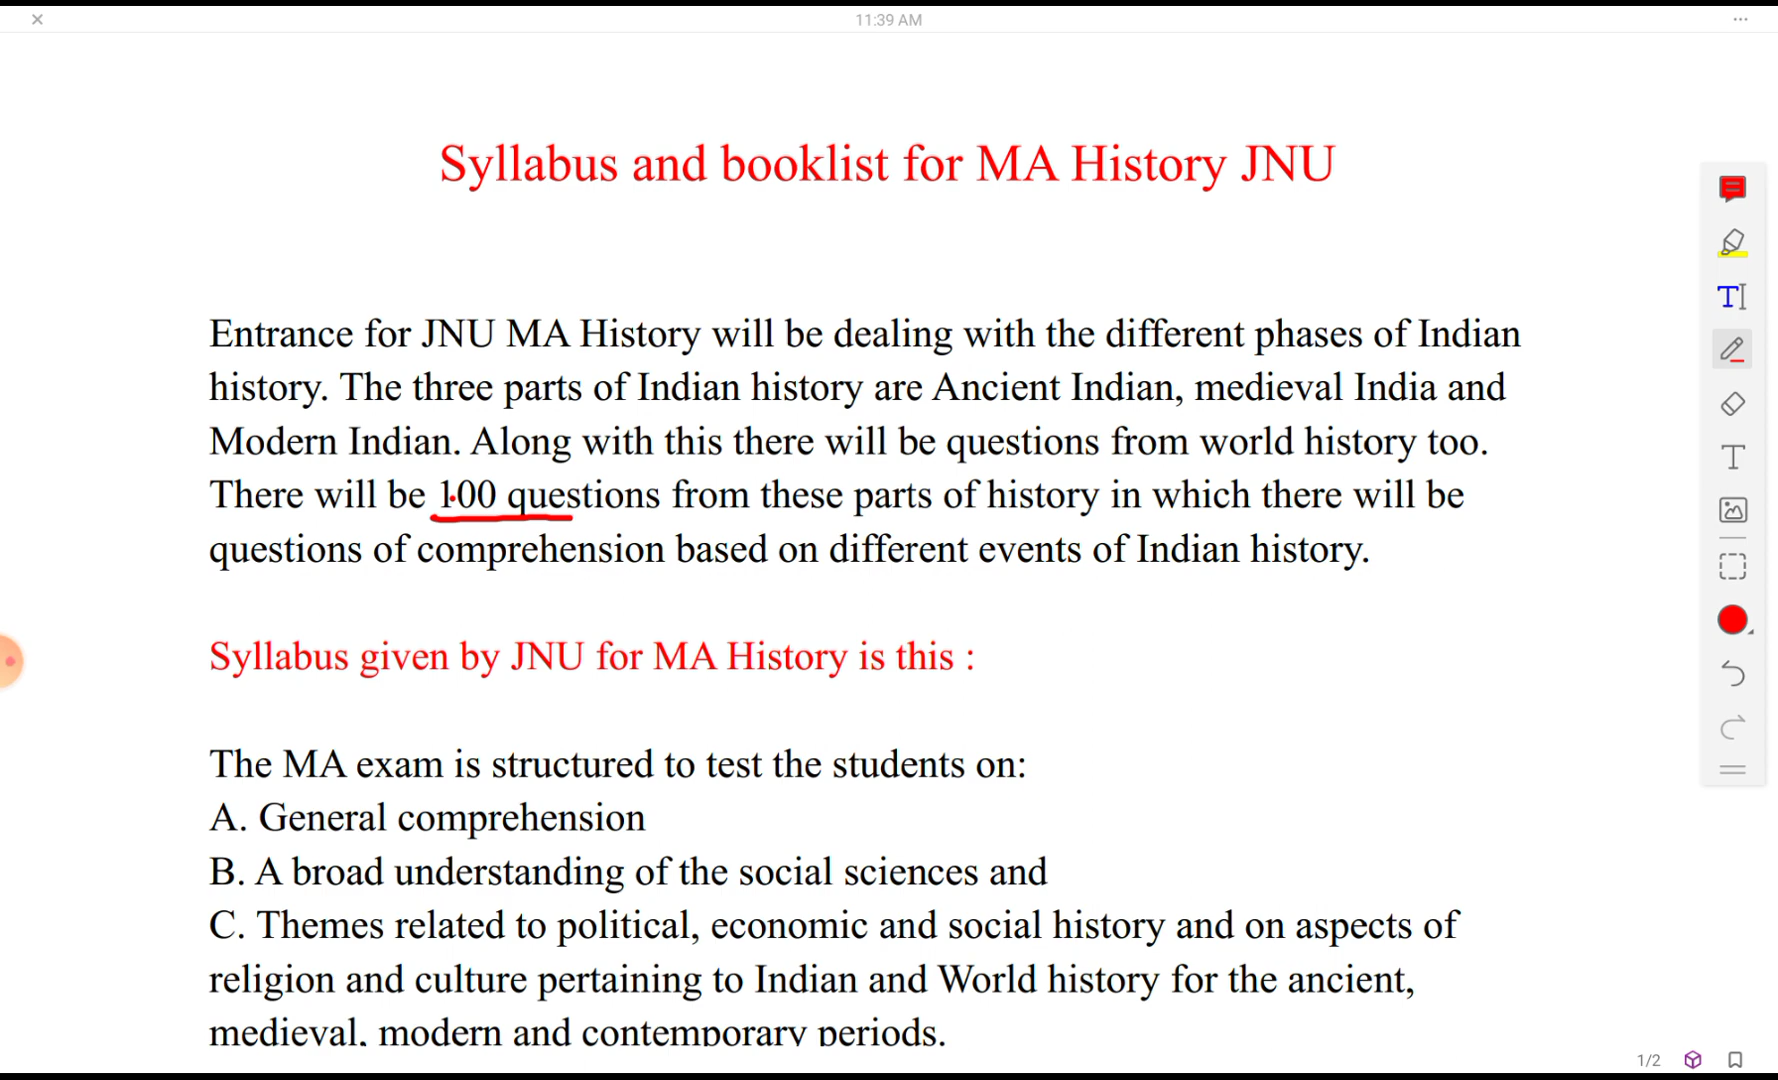 11:39 AM
Syllabus and booklist for MA History JNU
Entrance for JNU MA History will be dealing with the different phases of Indian
history. The three parts of Indian history are Ancient Indian, medieval India and
Modern Indian. Along with this there will be questions from world history too.
There will be 100 questions from these parts of history in which there will be
questions of comprehension based on different events of Indian history.
Syllabus given by JNU for MA History is this :
The MA exam is structured to test the students on:
A. General comprehension
B. A broad understanding of the social sciences and
C. Themes related to political, economic and social history and on aspects of
religion and culture pertaining to Indian and World history for the ancient,
medieval, modern and contemporary periods.
1/2